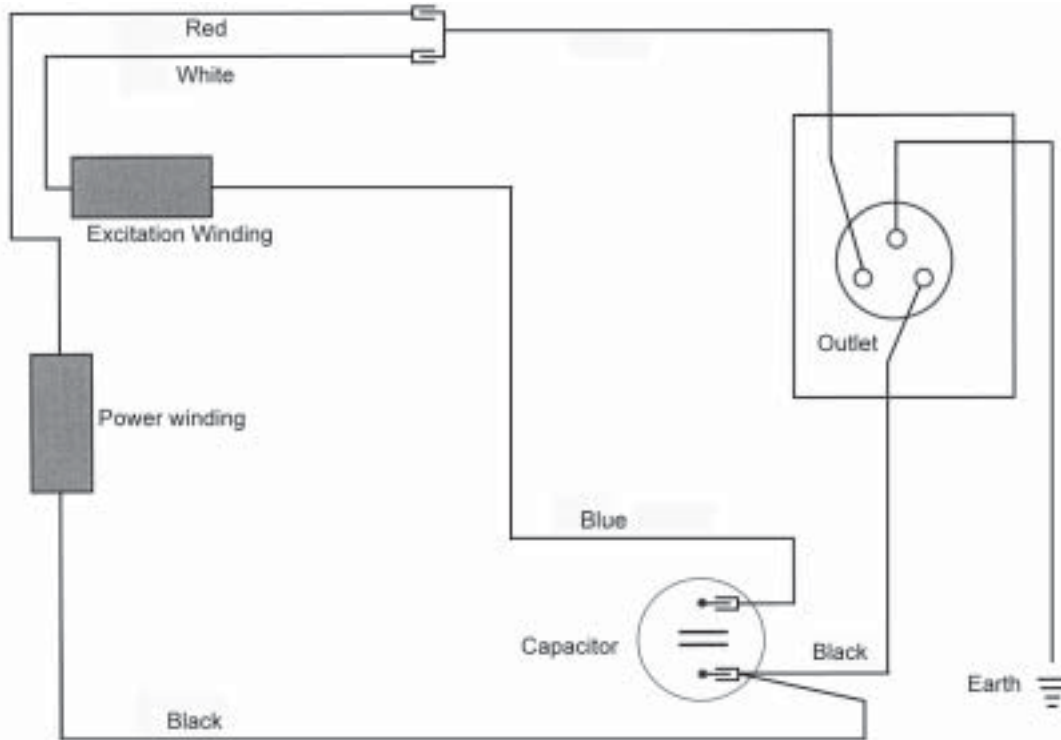 Red
White
Excitation Winding
Outlet
Power winding
Blue
Capacitor
Black
Earth
Black